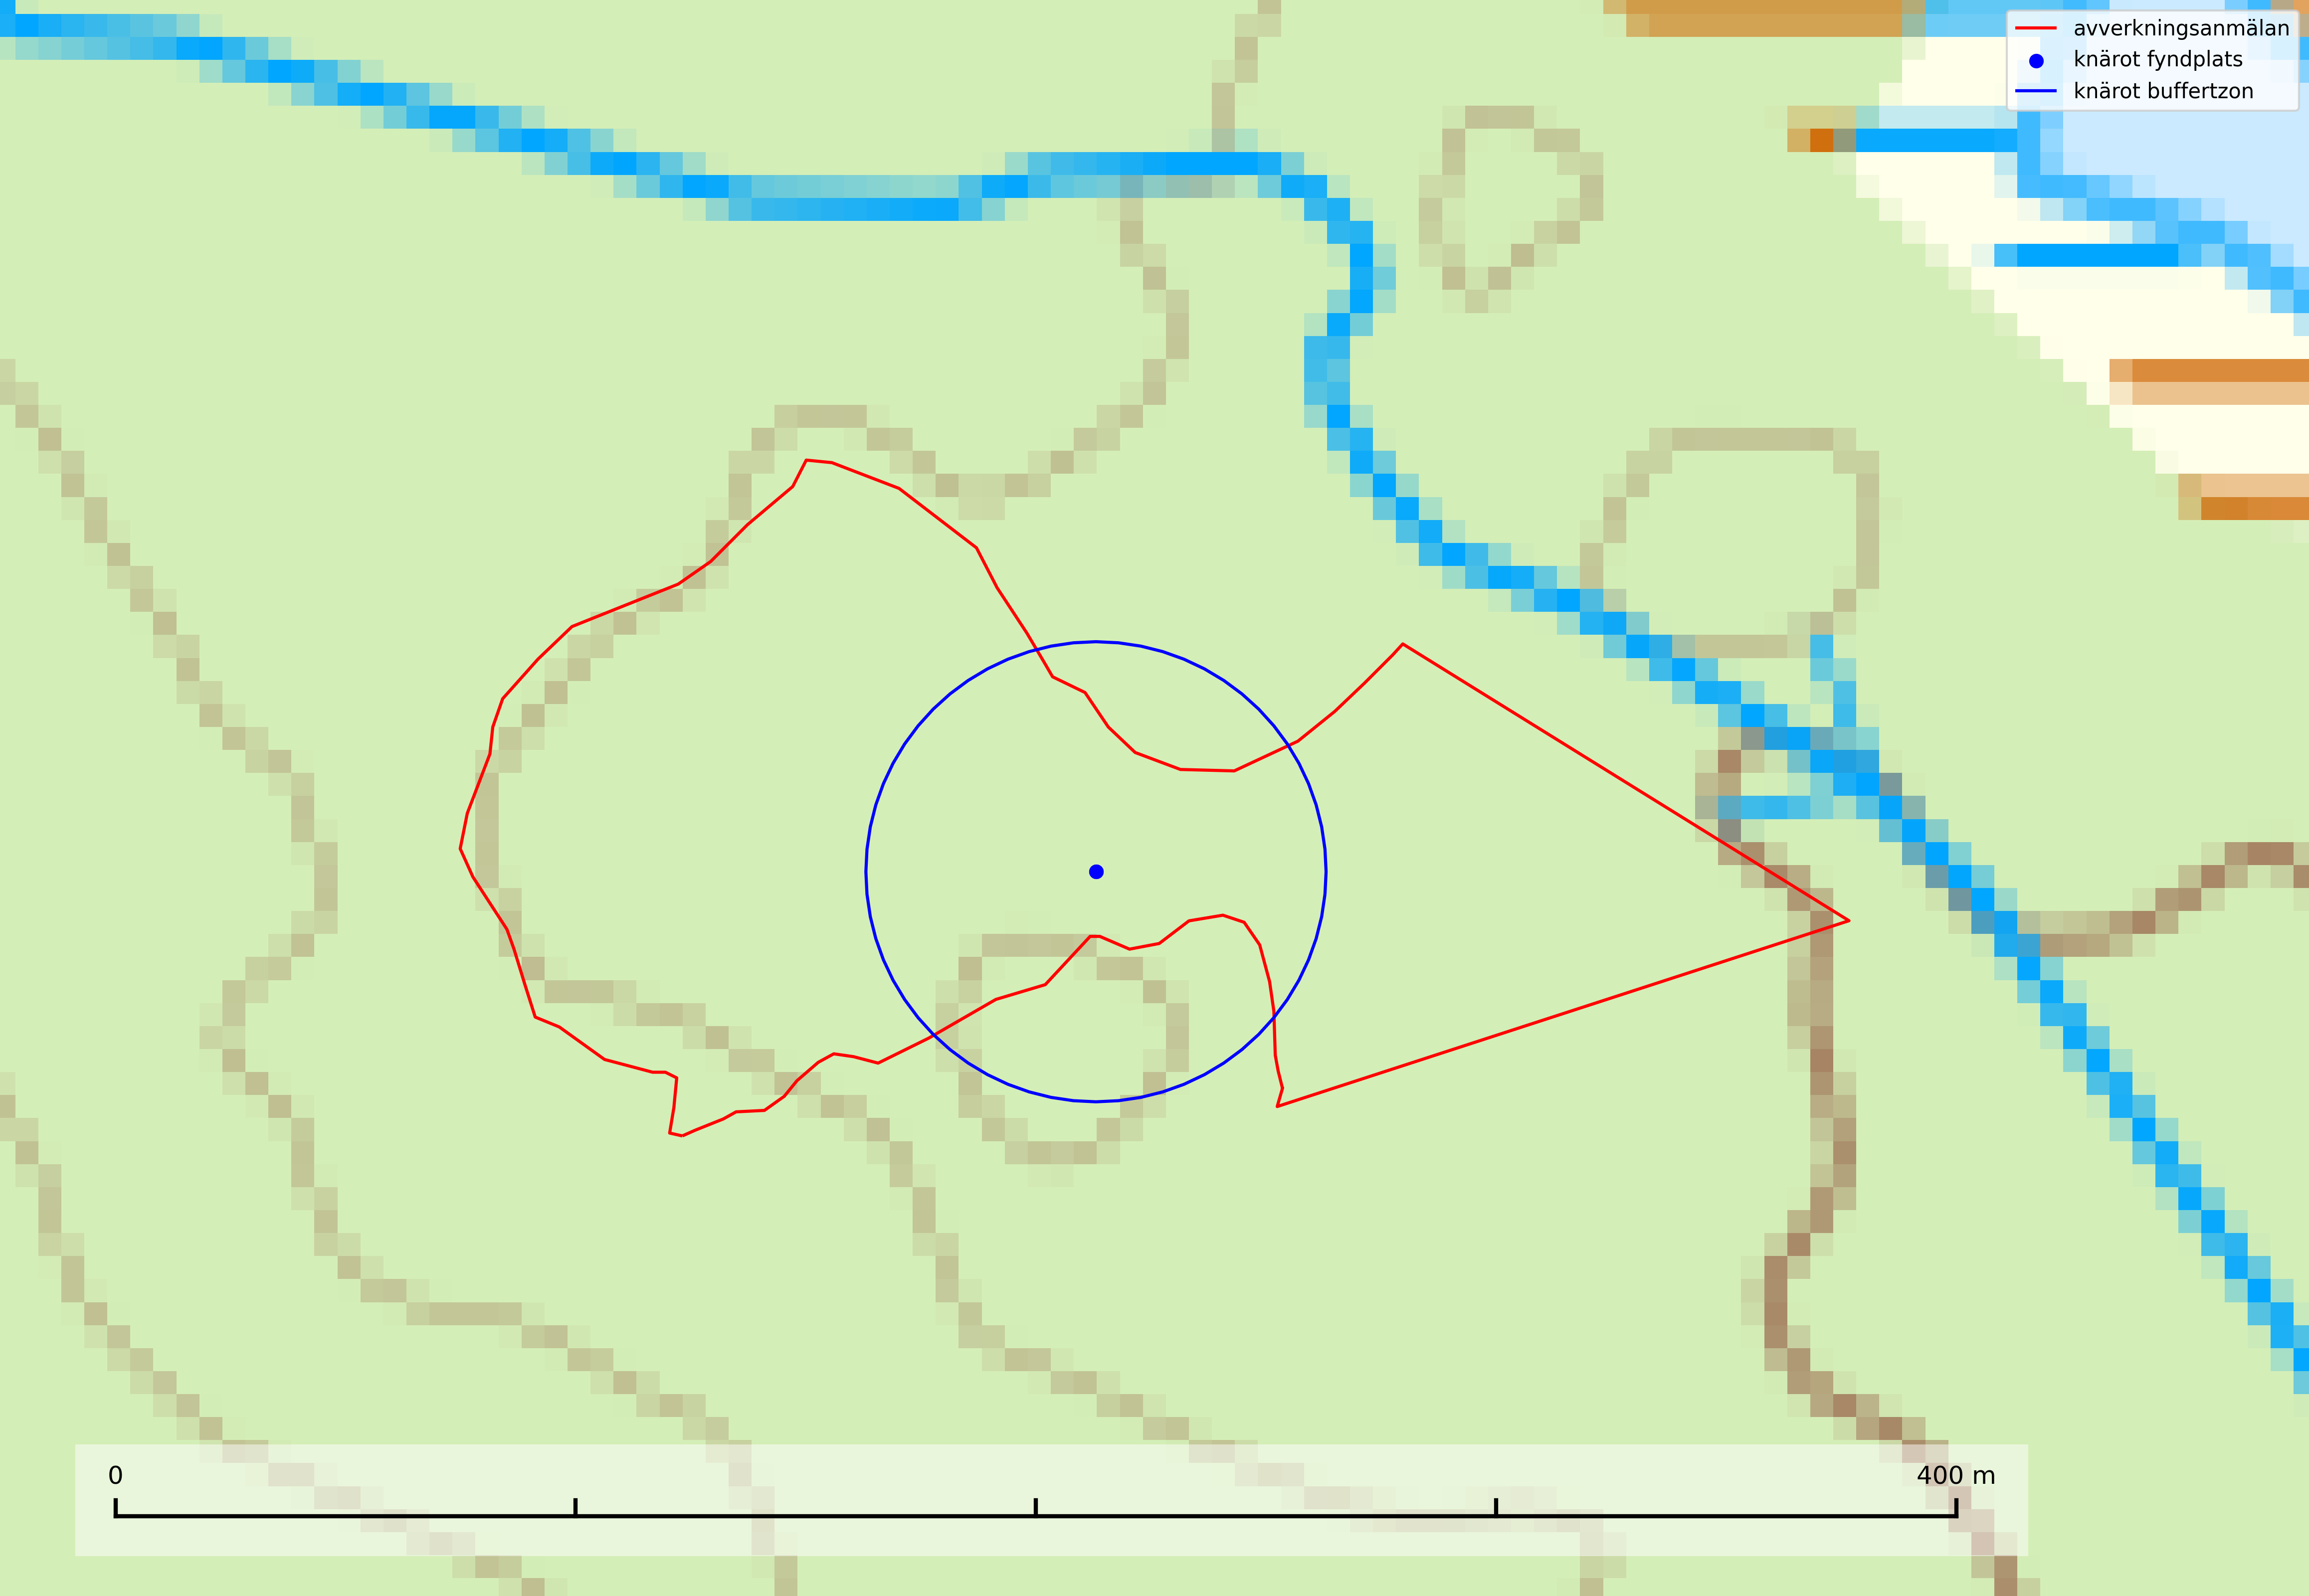 avverkningsanmälan
knärot fyndplats
knärot buffertzon
0
400 m